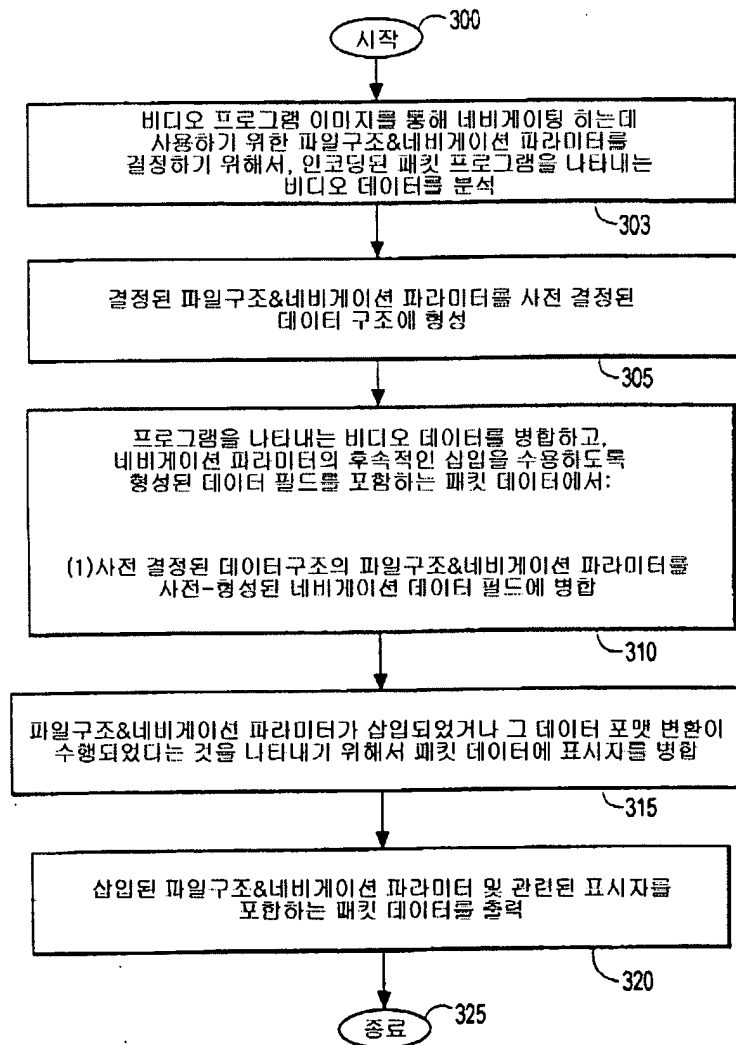 시작
300
비디오 프로그램 이미지를 통해 네비게이팅 하는데
사용하기 위한 파일구조&네비게이션 파라미터를
결정하기 위해서, 인코딩된 패킷 프로그램을 나타내는
비디오 데이터를 분석
303
결정된 파일구조&네비게이션 파라미터를 사전 결정된
데이터 구조에 형성
305
프로그램을 나타내는 비디오 데이터를 병합하고,
네비게이션 파라미터의 후속적인 삽입을 수용하도록
형성된 데이터 필드를 포함하는 패킷 데이터에서:
(1)사전 결정된 데이터구조의 파일구조&네비게이션 파라미터를
사전-형성된 네비게이션 데이터 필드에 병합
310
파일구조&네비게이션 파라미터가 삽입되었거나 그 데이터 포맷 변환이
수행되었다는 것을 나타내기 위해서 패킷 데이터에 표시자를 병합
315
삽입된 파일구조&네비게이션 파라미터 및 관련된 표시자를
포함하는 패킷 데이터를 출력
320
종료
325